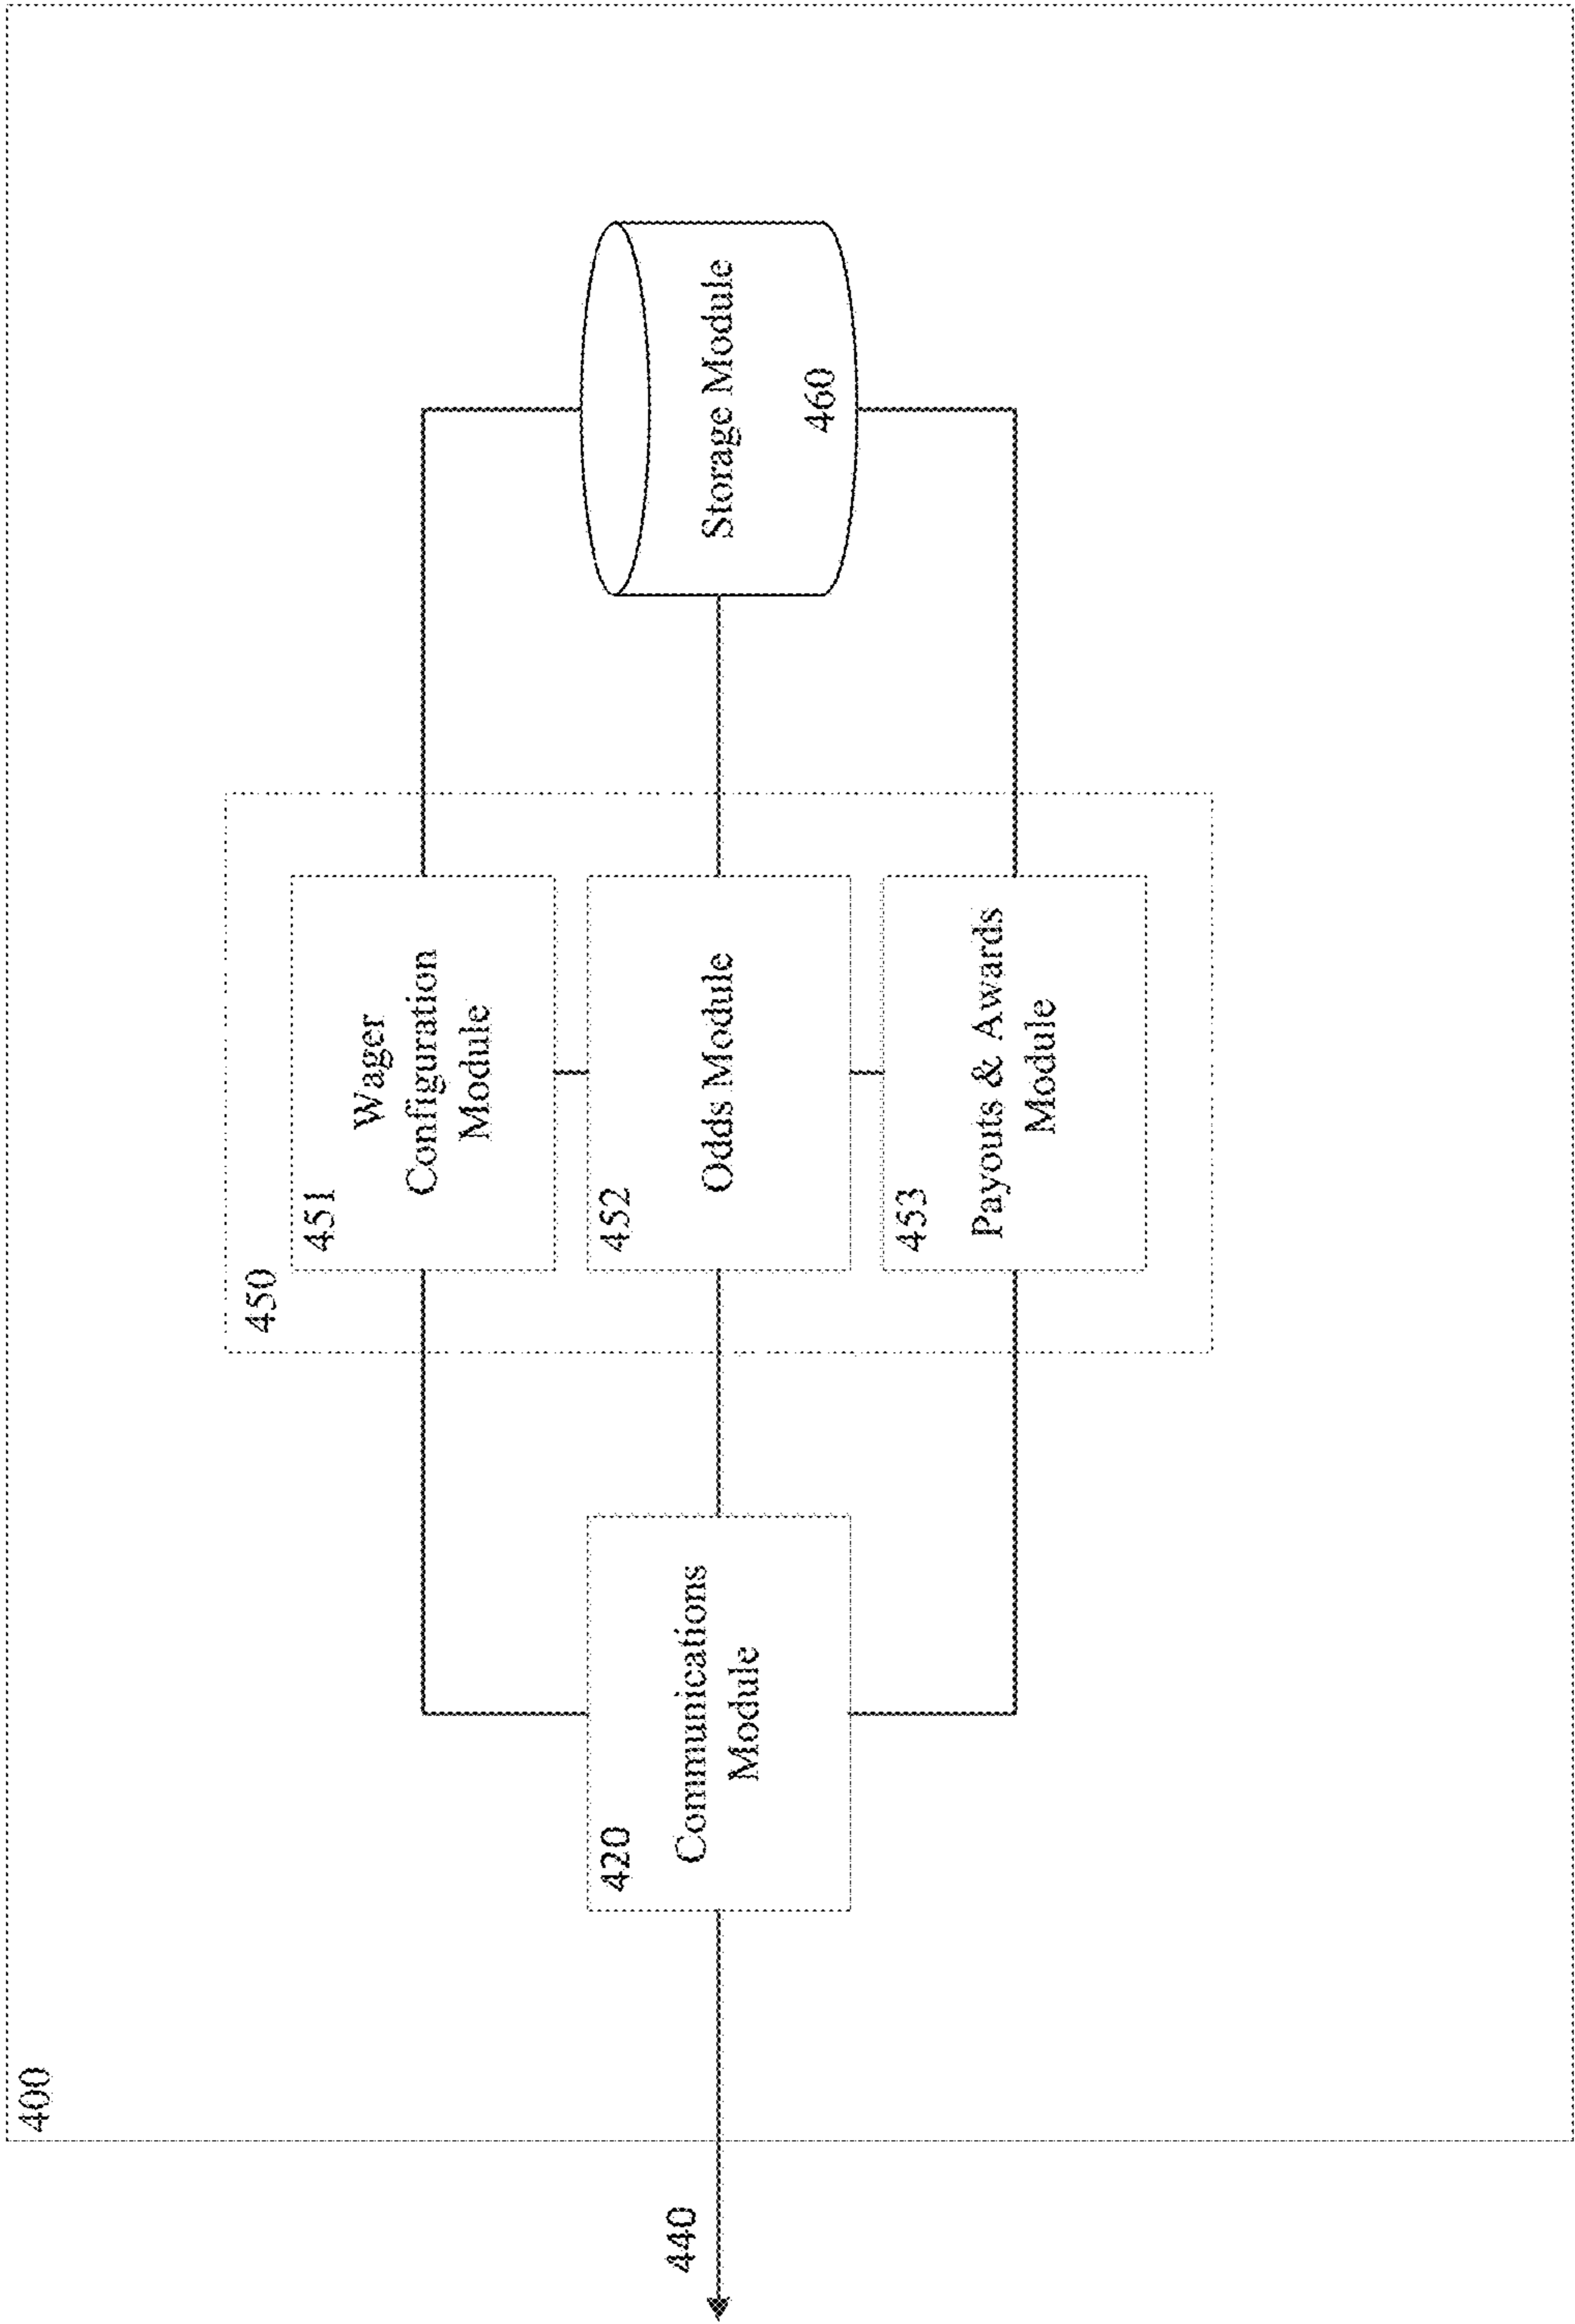 400
450
451
Wager
Configuration
Module
420
Communications
Module
452
Odds Module
Storage Module
460
440
453
Payouts & Awards
Module